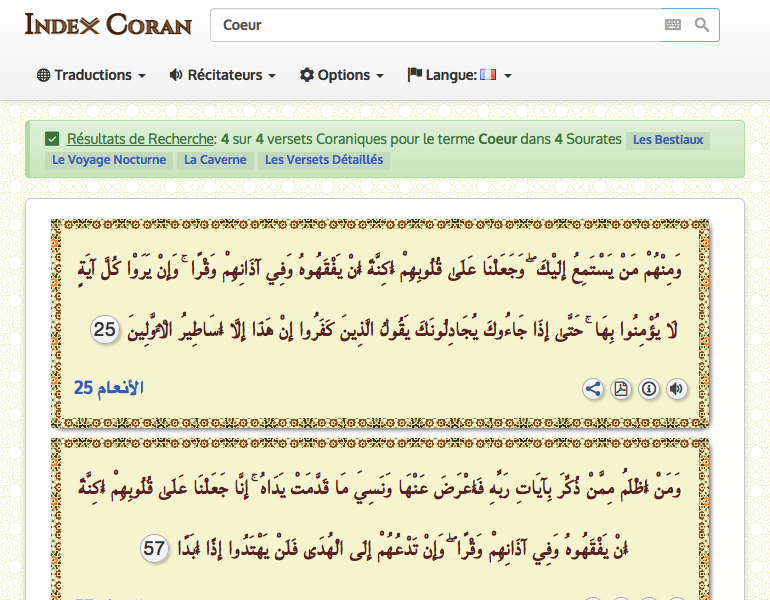 INDEX CORAN
Coeur
Traductions
Récitateurs
Options
Langue:
Résultats de Recherche: 4 sur 4 versets Coraniques pour le terme Coeur dans 4 Sourates Les Bestiaux
Le Voyage Nocturne La Caverne Les Versets Détaillés
وَمِنْهُمْ مَنْ يَسْتَمِعُ إِلَيْكَ ۖ وَجَعَلْنَا عَلَىٰ قُلُوبِهِمْ أَكِنَّةً أَنْ يَفْقَهُوهُ وَفِي آذَانِهِمْ وَقْرًا ۚ وَإِنْ يَرَوْا كُلَّ آيَةٍ
لَا يُؤْمِنُوا بِهَا ۚ حَتَّىٰ إِذَا جَاءُوكَ يُجَادِلُونَكَ يَقُولُ الَّذِينَ كَفَرُوا إِنْ هَٰذَا إِلَّا أَسَاطِيرُ الْأَوَّلِينَ 25
الأنعام 25
وَمَنْ أَظْلَمُ مِمَّنْ ذُكِّرَ بِآيَاتِ رَبِّهِ فَأَعْرَضَ عَنْهَا وَنَسِيَ مَا قَدَّمَتْ يَدَاهُ ۚ إِنَّا جَعَلْنَا عَلَىٰ قُلُوبِهِمْ أَكِنَّةً
أَنْ يَفْقَهُوهُ وَفِي آذَانِهِمْ وَقْرًا ۖ وَإِنْ تَدْعُهُمْ إِلَى الْهُدَىٰ فَلَنْ يَهْتَدُوا إِذًا أَبَدًا 57